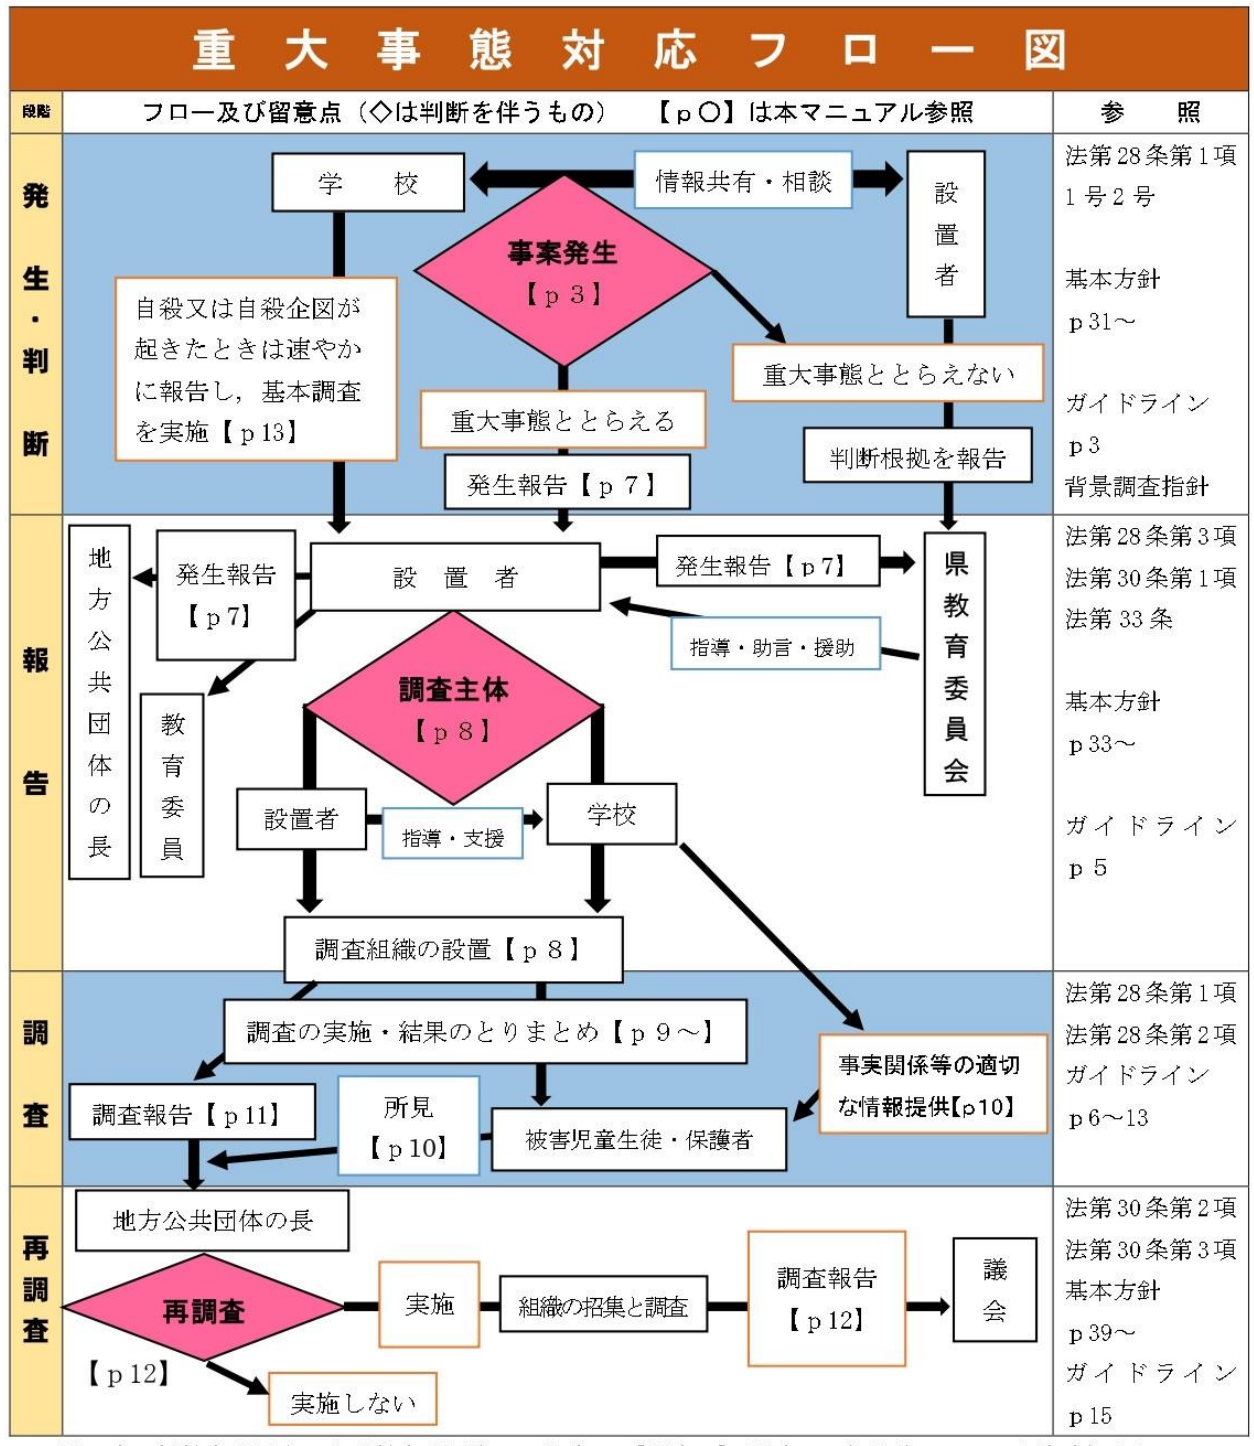 重大事態対応フロー図
段階
フロー及び留意点（◇は判断を伴うもの）　【ｐ〇】は本マニュアル参照
参　照
発生・判断
学　校
情報共有・相談
設置者
事案発生
【ｐ３】
自殺又は自殺企図が
起きたときは速やか
に報告し，基本調査
を実施【ｐ13】
重大事態ととらえない
重大事態ととらえる
判断根拠を報告
発生報告【ｐ７】
法第28条第1項
1号2号
基本方針
ｐ31～
ガイドライン
ｐ3
背景調査指針
報告
地方公共団体の長
発生報告
【ｐ7】
設　置　者
発生報告【ｐ7】
県教育委員会
指導・助言・援助
教育委員
調査主体
【ｐ８】
設置者
指導・支援
学校
調査組織の設置【ｐ８】
法第28条第3項
法第30条第1項
法第33条
基本方針
ｐ33～
ガイドライン
ｐ５
調査
調査の実施・結果のとりまとめ【ｐ９～】
事実関係等の適切
な情報提供【p10】
調査報告【ｐ11】
所見
【ｐ10】
被害児童生徒・保護者
法第28条第1項
法第28条第2項
ガイドライン
ｐ6～13
再調査
地方公共団体の長
再調査
【ｐ12】
実施
組織の招集と調査
調査報告
【ｐ12】
議会
実施しない
法第30条第2項
法第30条第3項
基本方針
ｐ39～
ガイドライン
ｐ15